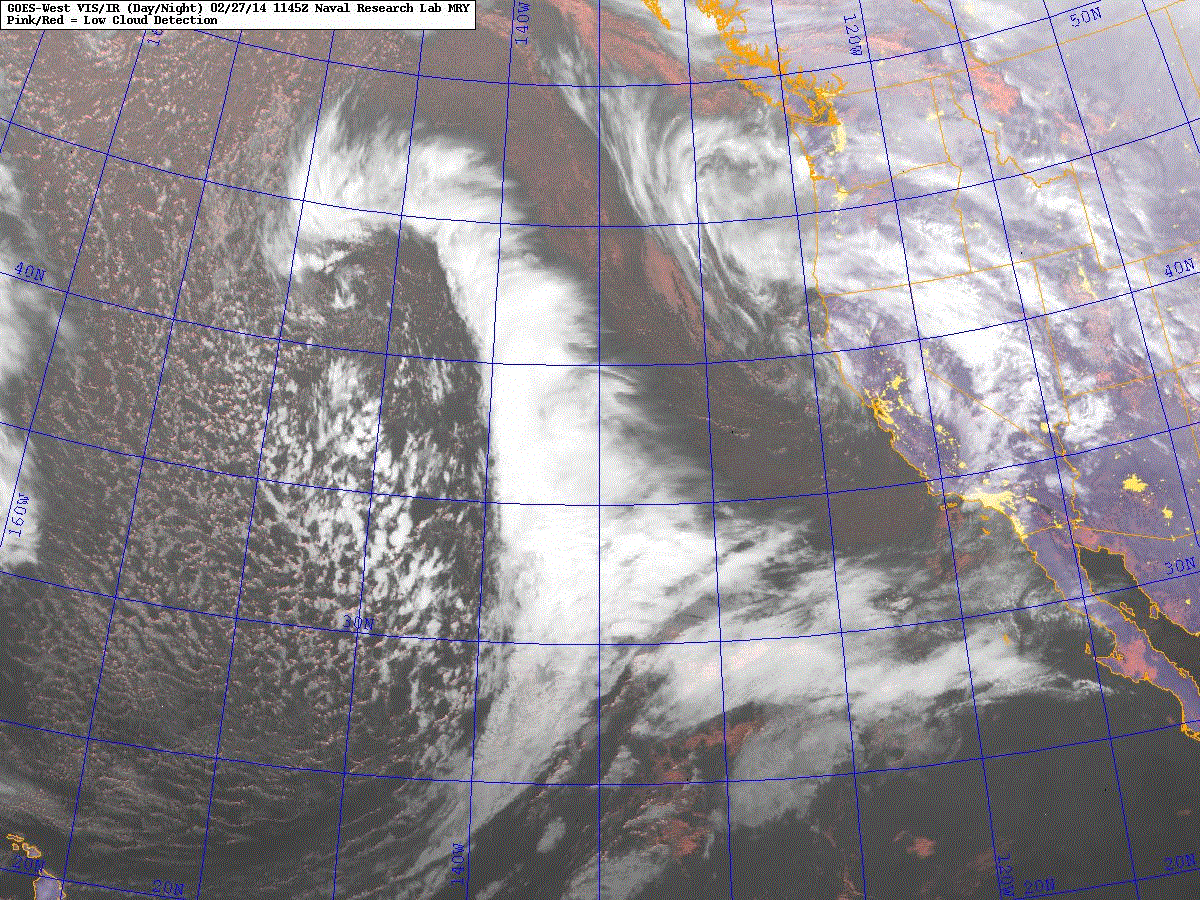 GOES-West VIS/IR (Day/Night) 02/27/14 1145Z Naval Research Lab MRY
Pink/Red = Low Cloud Detection
140W
120W
50N
40N
40N
160W
30N
30N
140W
120W
20N
20N
20N
20N